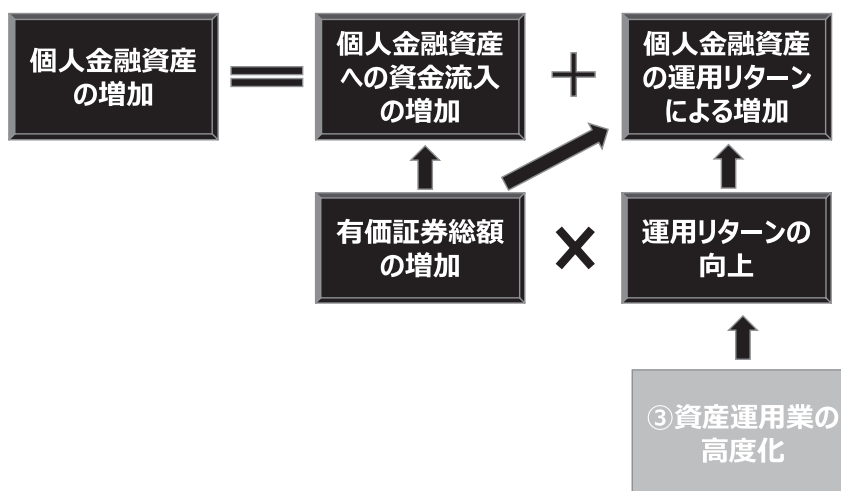 個人金融資産
の増加
＝
個人金融資産
への資金流入
の増加
＋
個人金融資産
の運用リターン
による増加
有価証券総額
の増加
×
運用リターンの
向上
③資産運用業の
高度化